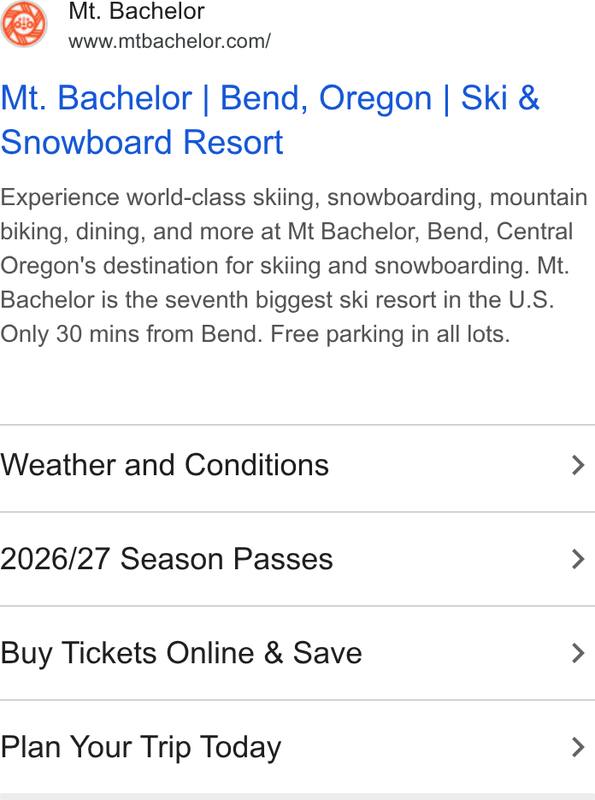 Mt. Bachelor
www.mtbachelor.com/
Mt. Bachelor | Bend, Oregon | Ski &
Snowboard Resort
Experience world-class skiing, snowboarding, mountain
biking, dining, and more at Mt Bachelor, Bend, Central
Oregon's destination for skiing and snowboarding. Mt.
Bachelor is the seventh biggest ski resort in the U.S.
Only 30 mins from Bend. Free parking in all lots.
Weather and Conditions
2026/27 Season Passes
Buy Tickets Online & Save
Plan Your Trip Today